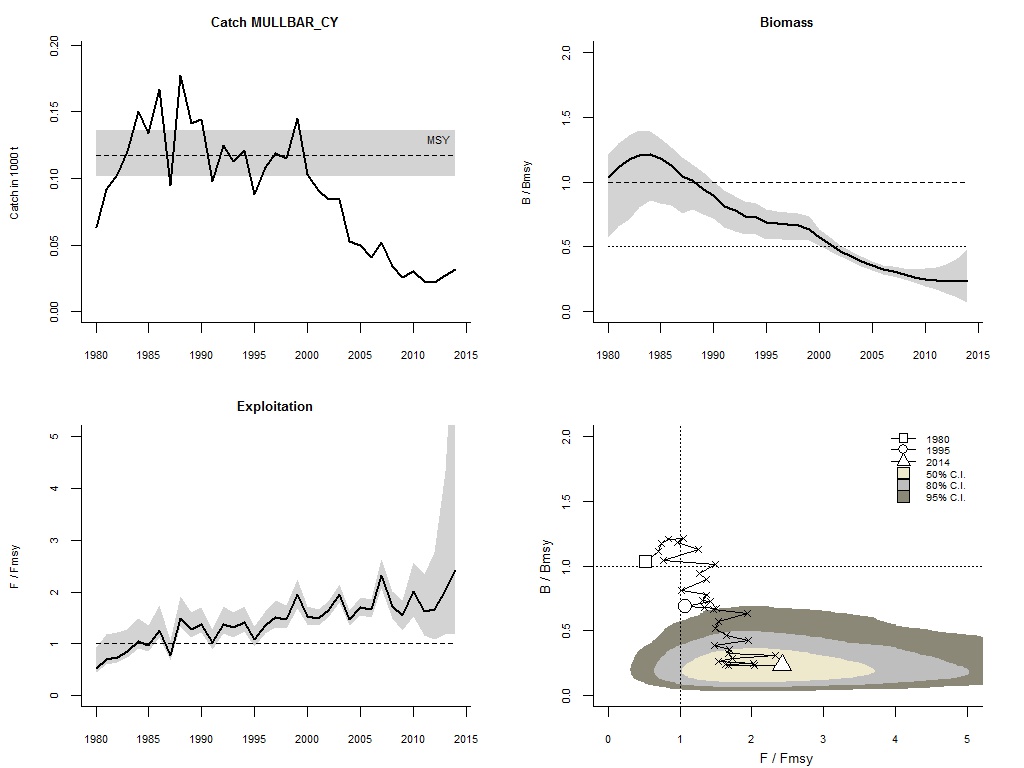 Catch MULLBAR_CY
Catch in 1000 t
0.00 0.05 0.10 0.15 0.20
MSY
1980 1985 1990 1995 2000 2005 2010 2015
Biomass
B / Bmsy
0.0 0.5 1.0 1.5 2.0
1980 1985 1990 1995 2000 2005 2010 2015
Exploitation
F / Fmsy
0 1 2 3 4 5
1980 1985 1990 1995 2000 2005 2010 2015
B / Bmsy
0.0 0.5 1.0 1.5 2.0
1980
1995
2014
50% C.I.
80% C.I.
95% C.I.
0 1 2 3 4 5
F / Fmsy